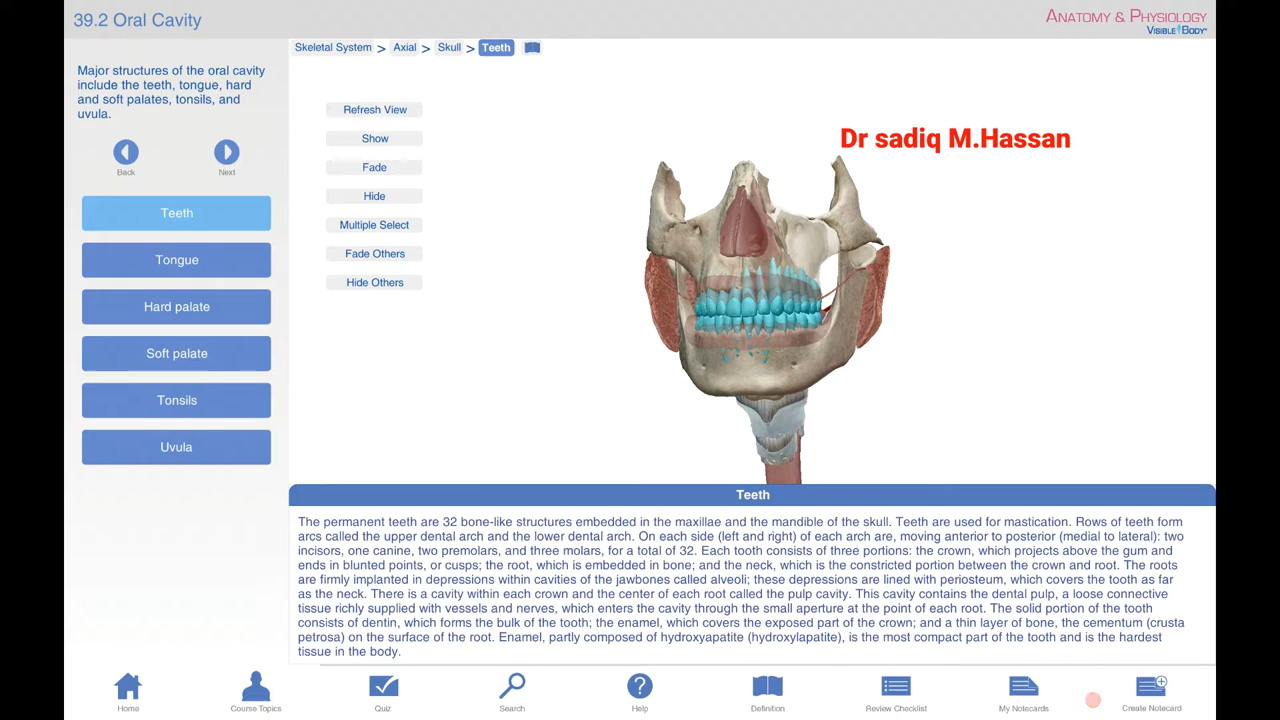 39.2 Oral Cavity
ANATOMY & PHYSIOLOGY
VISIBLE BODY®
Skeletal System > Axial > Skull > Teeth
Major structures of the oral cavity
include the teeth, tongue, hard
and soft palates, tonsils, and
uvula.
Back
Next
Teeth
Tongue
Hard palate
Soft palate
Tonsils
Uvula
Refresh View
Show
Fade
Hide
Multiple Select
Fade Others
Hide Others
Dr sadiq M.Hassan
Teeth
The permanent teeth are 32 bone-like structures embedded in the maxillae and the mandible of the skull. Teeth are used for mastication. Rows of teeth form
arcs called the upper dental arch and the lower dental arch. On each side (left and right) of each arch are, moving anterior to posterior (medial to lateral): two
incisors, one canine, two premolars, and three molars, for a total of 32. Each tooth consists of three portions: the crown, which projects above the gum and
ends in blunted points, or cusps; the root, which is embedded in bone; and the neck, which is the constricted portion between the crown and root. The roots
are firmly implanted in depressions within cavities of the jawbones called alveoli; these depressions are lined with periosteum, which covers the tooth as far
as the neck. There is a cavity within each crown and the center of each root called the pulp cavity. This cavity contains the dental pulp, a loose connective
tissue richly supplied with vessels and nerves, which enters the cavity through the small aperture at the point of each root. The solid portion of the tooth
consists of dentin, which forms the bulk of the tooth; the enamel, which covers the exposed part of the crown; and a thin layer of bone, the cementum (crusta
petrosa) on the surface of the root. Enamel, partly composed of hydroxyapatite (hydroxylapatite), is the most compact part of the tooth and is the hardest
tissue in the body.
Home
Course Topics
Quiz
Search
Help
Definition
Review Checklist
My Notecards
Create Notecard